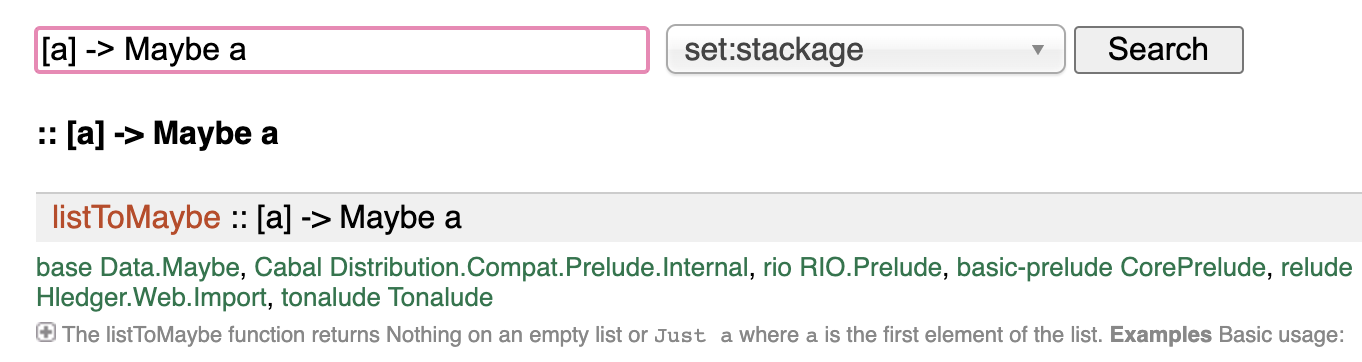 [a] -> Maybe a set:stackage Search
:: [a] -> Maybe a
listToMaybe :: [a] -> Maybe a
base Data.Maybe, Cabal Distribution.Compat.Prelude.Internal, rio RIO.Prelude, basic-prelude CorePrelude, relude
Hledger.Web.Import, tonalude Tonalude
The listToMaybe function returns Nothing on an empty list or Just a where a is the first element of the list. Examples Basic usage: